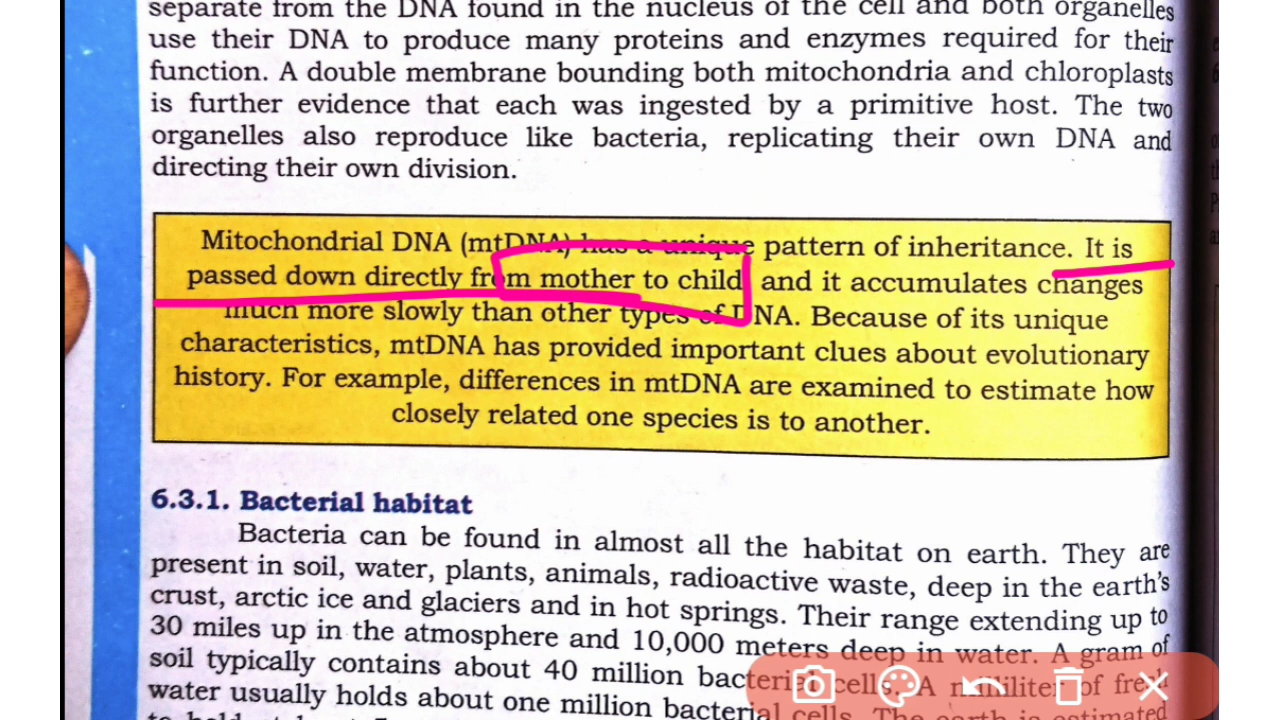 separate from the DNA found in the nucleus of the cell and both organelles
use their DNA to produce many proteins and enzymes required for their
function. A double membrane bounding both mitochondria and chloroplasts
is further evidence that each was ingested by a primitive host. The two
organelles also reproduce like bacteria, replicating their own DNA and
directing their own division.
Mitochondrial DNA (mtDNA) has a unique pattern of inheritance. It is
passed down directly from mother to child and it accumulates changes
much more slowly than other types of DNA. Because of its unique
characteristics, mtDNA has provided important clues about evolutionary
history. For example, differences in mtDNA are examined to estimate how
closely related one species is to another.
6.3.1. Bacterial habitat
Bacteria can be found in almost all the habitat on earth. They are
present in soil, water, plants, animals, radioactive waste, deep in the earth's
crust, arctic ice and glaciers and in hot springs. Their range extending up to
30 miles up in the atmosphere and 10,000 meters deep in water. A gram of
soil typically contains about 40 million bacterial cells. A milliliter of fresh
water usually holds about one million bacterial cells. The earth is estimated